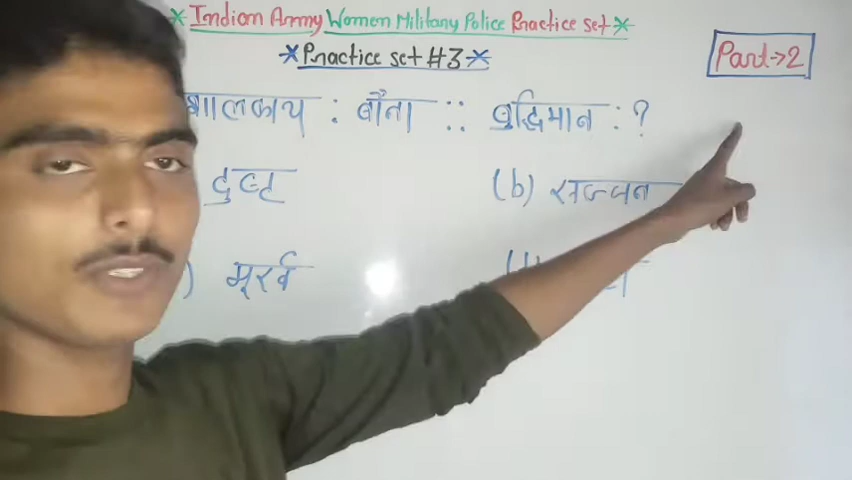 *Indian Army Women Military Police Practice set*
*Practice set #3*
Part→2
शालकाय : बौना :: बुद्धिमान : ?
दुष्ट (b) सज्जन
) मूर्ख